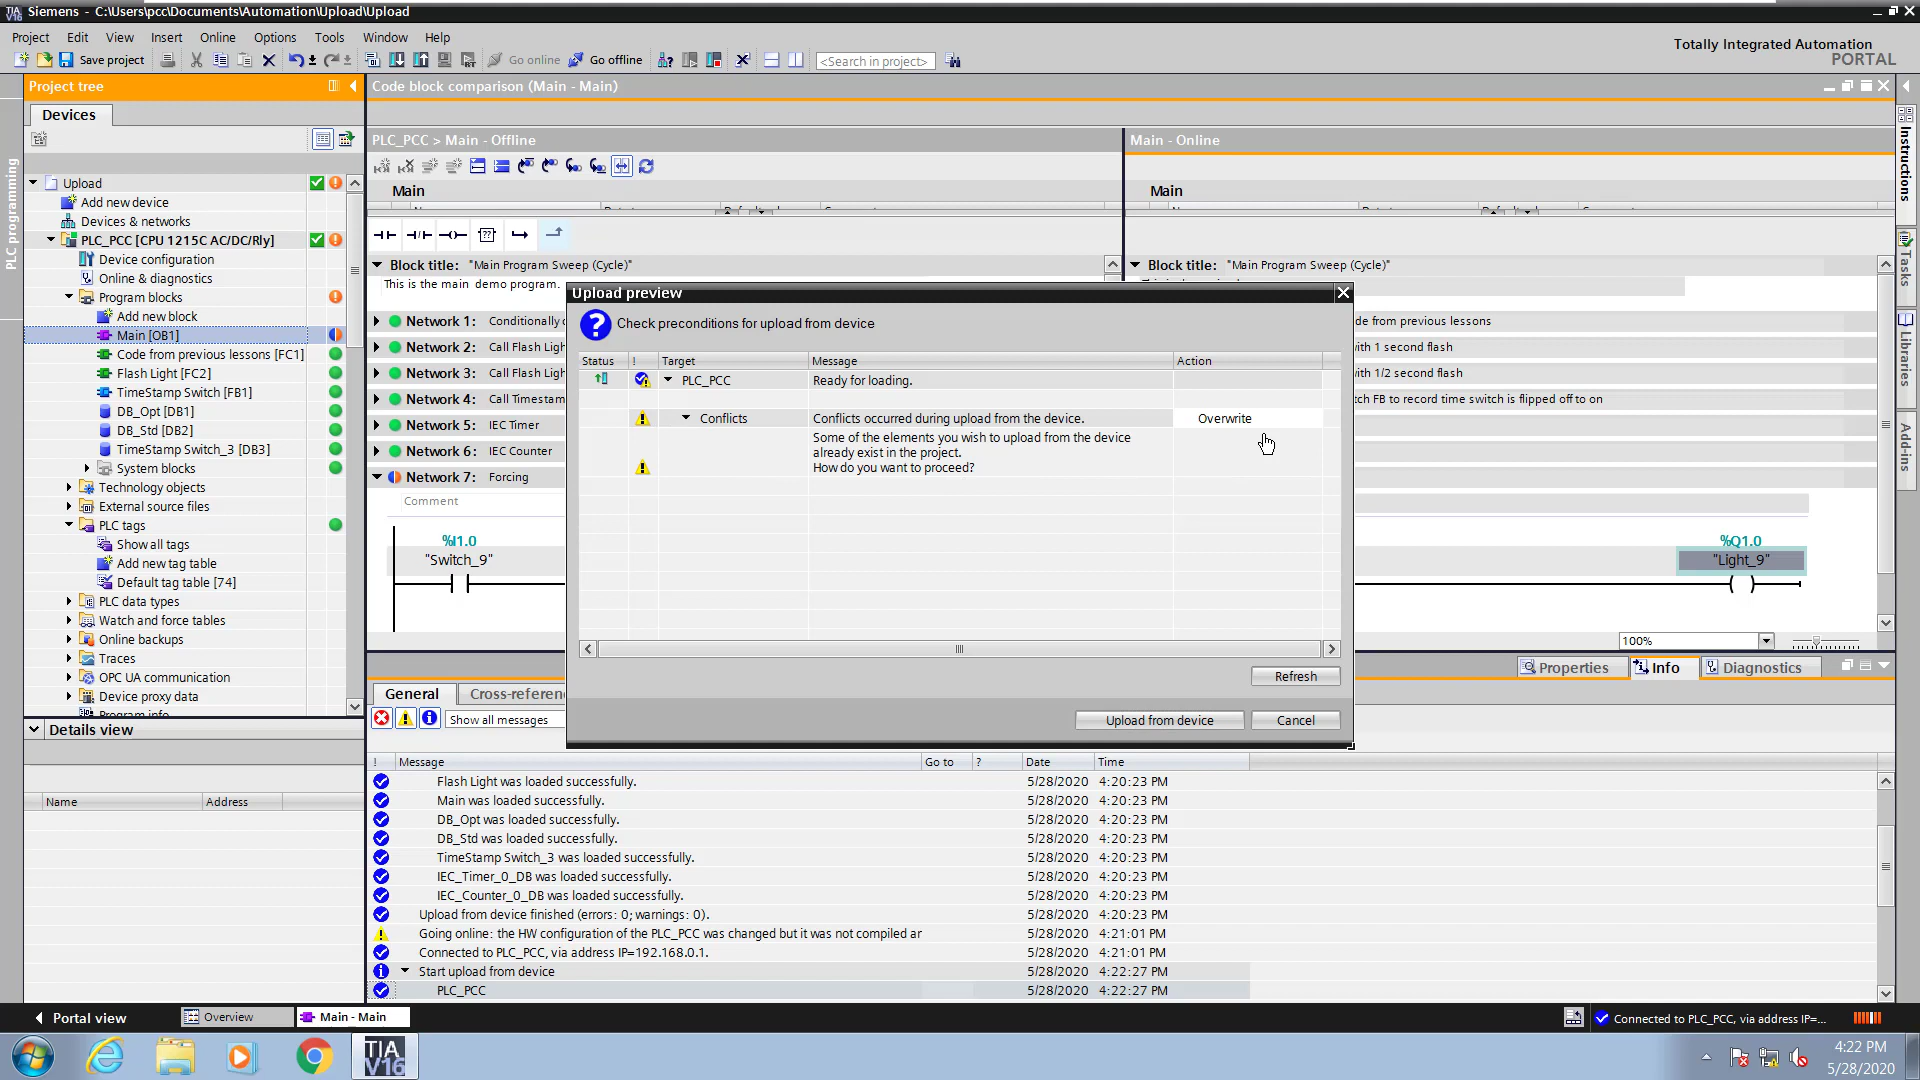 Siemens - C:\Users\pcc\Documents\Automation\Upload\Upload
Project Edit View Insert Online Options Tools Window Help
Totally Integrated Automation
PORTAL
Save project
Go online
Go offline
<Search in project>
Project tree
Devices
PLC programming
Upload
Add new device
Devices & networks
PLC_PCC [CPU 1215C AC/DC/Rly]
Device configuration
Online & diagnostics
Program blocks
Add new block
Main [OB1]
Code from previous lessons [FC1]
Flash Light [FC2]
TimeStamp Switch [FB1]
DB_Opt [DB1]
DB_Std [DB2]
TimeStamp Switch_3 [DB3]
System blocks
Technology objects
External source files
PLC tags
Show all tags
Add new tag table
Default tag table [74]
PLC data types
Watch and force tables
Online backups
Traces
OPC UA communication
Device proxy data
Program info
Details view
Name Address
Code block comparison (Main - Main)
PLC_PCC > Main - Offline
Main - Online
Main
Main
Block title: "Main Program Sweep (Cycle)"
This is the main demo program.
Block title: "Main Program Sweep (Cycle)"
Network 1: Conditionally
Network 2: Call Flash Ligh
Network 3: Call Flash Ligh
Network 4: Call Timestam
Network 5: IEC Timer
Network 6: IEC Counter
Network 7: Forcing
Comment
%I1.0
"Switch_9"
de from previous lessons
with 1 second flash
with 1/2 second flash
tch FB to record time switch is flipped off to on
%Q1.0
"Light_9"
100%
Upload preview
Check preconditions for upload from device
Status ! Target Message Action
PLC_PCC Ready for loading.
Conflicts Conflicts occurred during upload from the device. Overwrite
Some of the elements you wish to upload from the device
already exist in the project.
How do you want to proceed?
Refresh
Upload from device Cancel
Properties Info Diagnostics
General Cross-referenc
Show all messages
! Message Go to ? Date Time
Flash Light was loaded successfully. 5/28/2020 4:20:23 PM
Main was loaded successfully. 5/28/2020 4:20:23 PM
DB_Opt was loaded successfully. 5/28/2020 4:20:23 PM
DB_Std was loaded successfully. 5/28/2020 4:20:23 PM
TimeStamp Switch_3 was loaded successfully. 5/28/2020 4:20:23 PM
IEC_Timer_0_DB was loaded successfully. 5/28/2020 4:20:23 PM
IEC_Counter_0_DB was loaded successfully. 5/28/2020 4:20:23 PM
Upload from device finished (errors: 0; warnings: 0). 5/28/2020 4:20:23 PM
Going online: the HW configuration of the PLC_PCC was changed but it was not compiled ar 5/28/2020 4:21:01 PM
Connected to PLC_PCC, via address IP=192.168.0.1. 5/28/2020 4:21:01 PM
Start upload from device 5/28/2020 4:22:27 PM
PLC_PCC 5/28/2020 4:22:27 PM
Instructions
Tasks
Libraries
Add-ins
Portal view
Overview
Main - Main
Connected to PLC_PCC, via address IP=...
TIA
V16
4:22 PM
5/28/2020